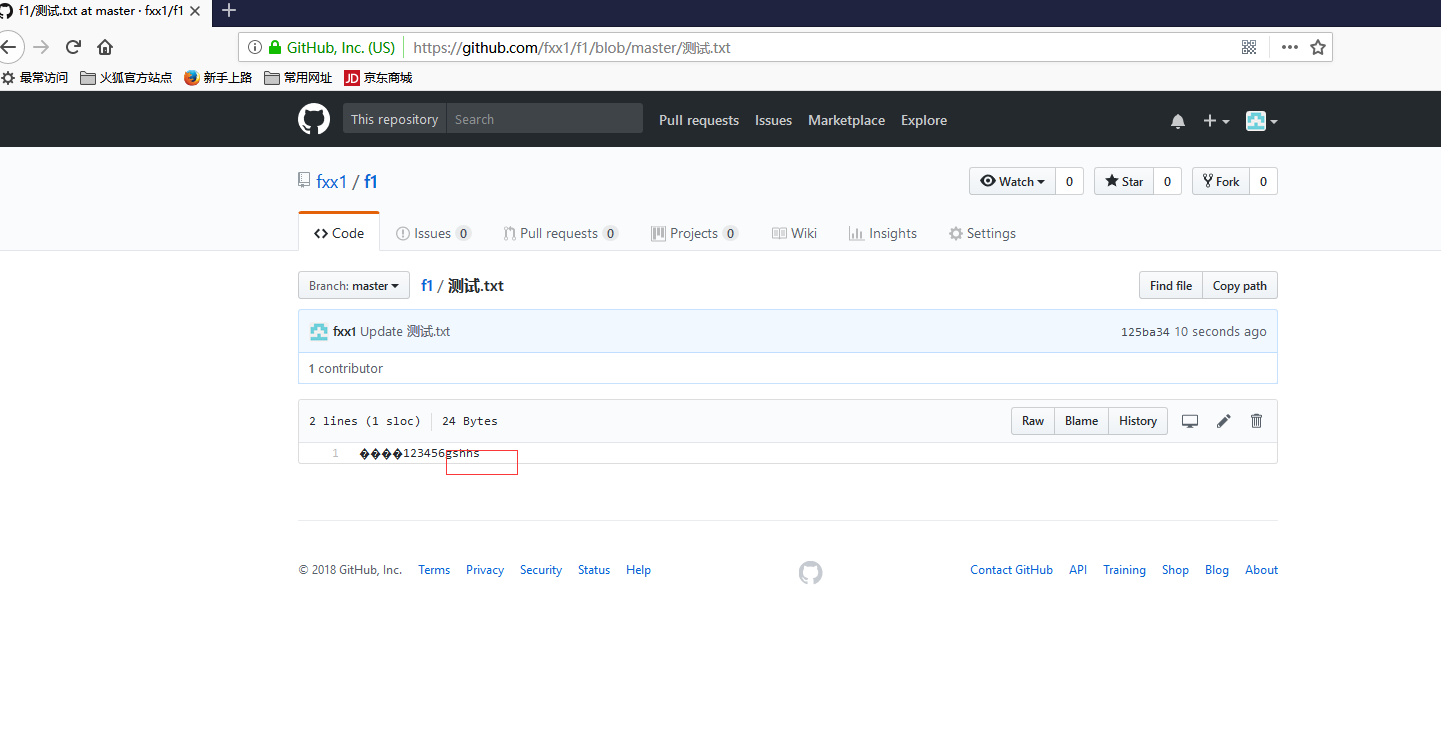 f1/测试.txt at master · fxx1/f1
GitHub, Inc. (US) https://github.com/fxx1/f1/blob/master/测试.txt
最常访问 火狐官方站点 新手上路 常用网址 JD 京东商城
This repository Search Pull requests Issues Marketplace Explore
fxx1 / f1 Watch 0 Star 0 Fork 0
Code Issues 0 Pull requests 0 Projects 0 Wiki Insights Settings
Branch: master f1 / 测试.txt Find file Copy path
fxx1 Update 测试.txt 125ba34 10 seconds ago
1 contributor
2 lines (1 sloc) 24 Bytes Raw Blame History
1 ����123456gshhs
© 2018 GitHub, Inc. Terms Privacy Security Status Help Contact GitHub API Training Shop Blog About